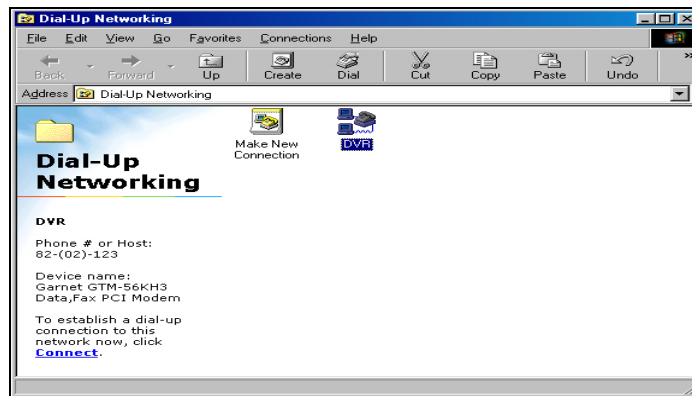 Dial-Up Networking
File Edit View Go Favorites Connections Help
Back Forward Up Create Dial Cut Copy Paste Undo »
Address Dial-Up Networking
Make New
Connection
DVR
Dial-Up
Networking
DVR
Phone # or Host:
82-(02)-123
Device name:
Garnet GTM-56KH3
Data,Fax PCI Modem
To establish a dial-up
connection to this
network now, click
Connect.